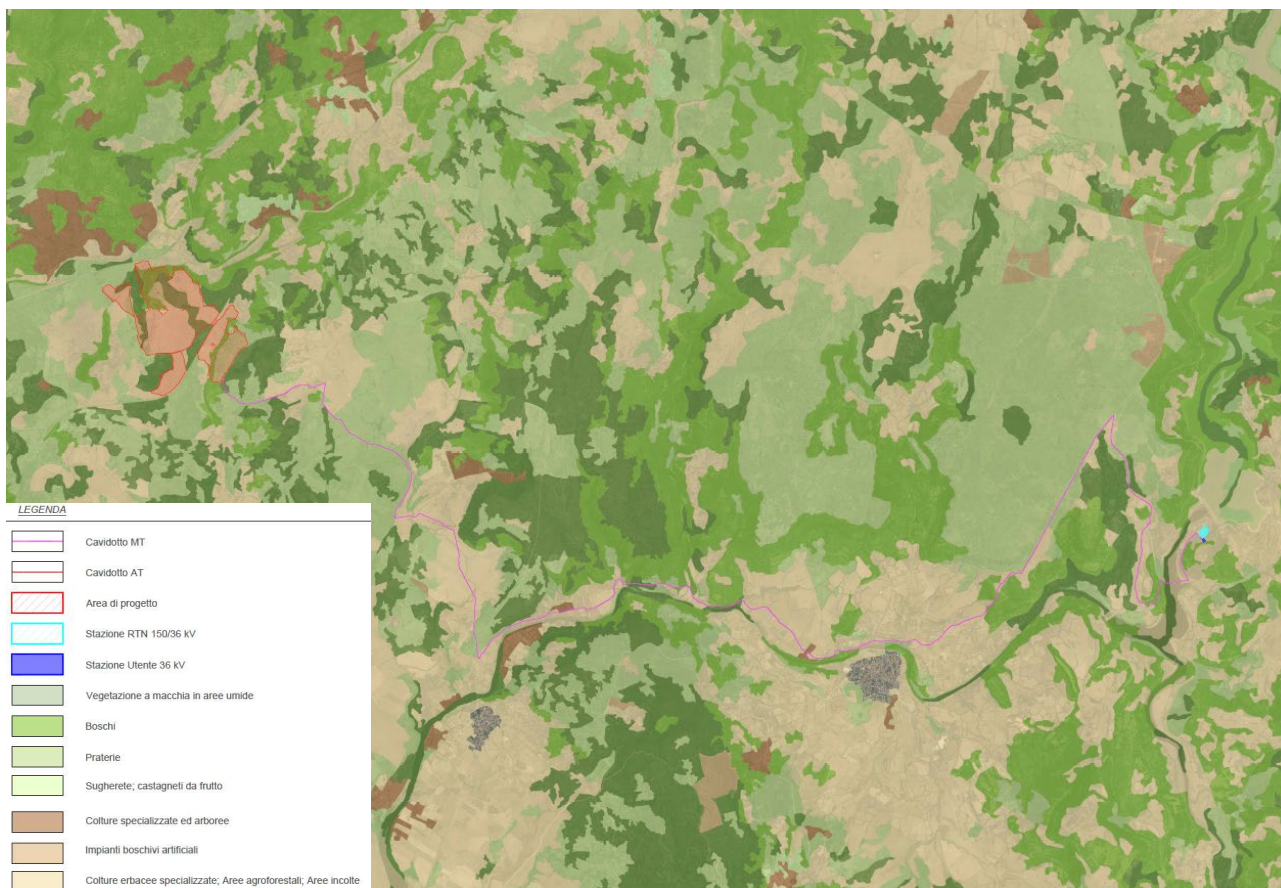 LEGENDA
Cavidotto MT
Cavidotto AT
Area di progetto
Stazione RTN 150/36 kV
Stazione Utente 36 kV
Vegetazione a macchia in aree umide
Boschi
Praterie
Sugherete; castagneti da frutto
Colture specializzate ed arboree
Impianti boschivi artificiali
Colture erbacee specializzate; Aree agroforestali; Aree incolte